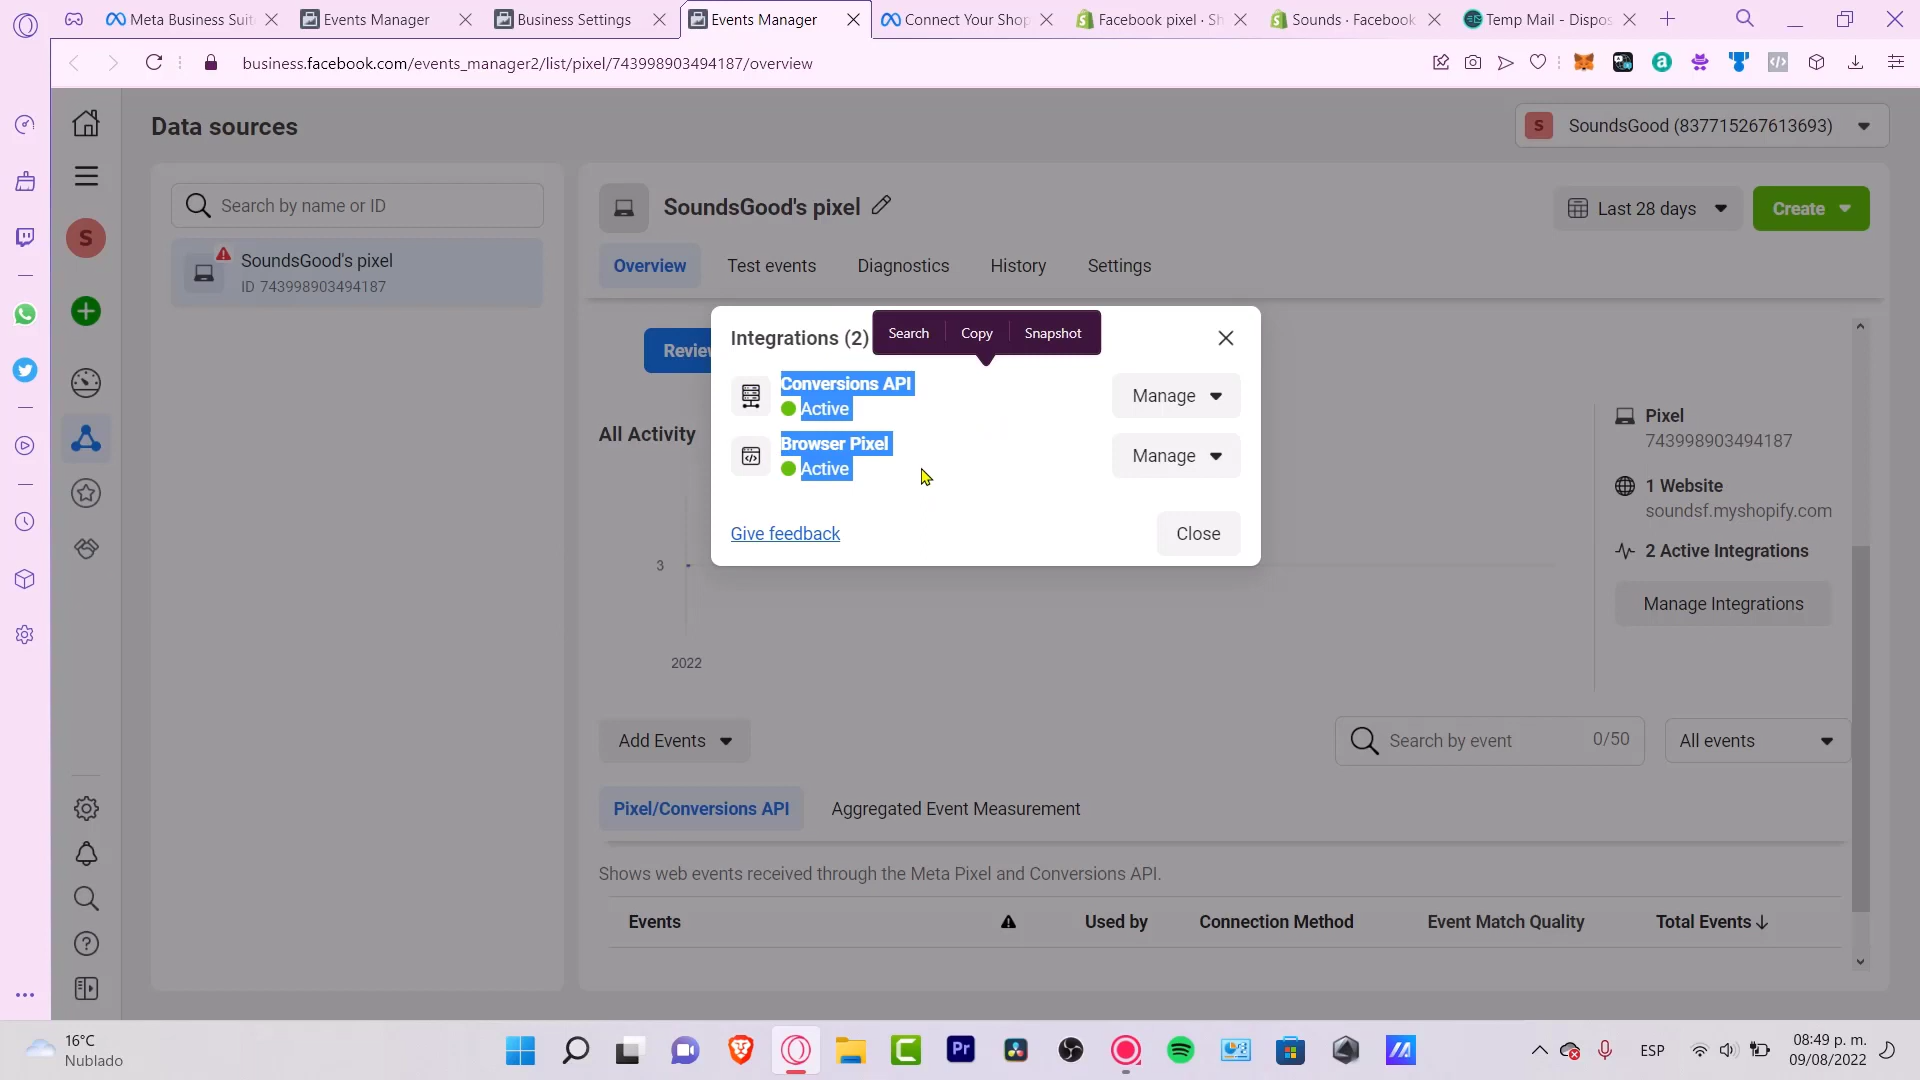 Meta Business Suit
Events Manager
Business Settings
Events Manager
Connect Your Shop
Facebook pixel · Sh
Sounds · Facebook
Temp Mail - Dispos
business.facebook.com/events_manager2/list/pixel/743998903494187/overview
Data sources
S
SoundsGood (837715267613693)
Search by name or ID
S
SoundsGood's pixel
ID 743998903494187
SoundsGood's pixel
Last 28 days
Create
Overview
Test events
Diagnostics
History
Settings
Review
Integrations (2)
Search
Copy
Snapshot
Conversions API
Active
Manage
Browser Pixel
Active
Manage
Give feedback
Close
All Activity
3
2022
Pixel
743998903494187
1 Website
soundsf.myshopify.com
2 Active Integrations
Manage Integrations
Add Events
Search by event
0/50
All events
Pixel/Conversions API
Aggregated Event Measurement
Shows web events received through the Meta Pixel and Conversions API.
Events
Used by
Connection Method
Event Match Quality
Total Events
16°C
Nublado
Pr
ESP
08:49 p. m.
09/08/2022